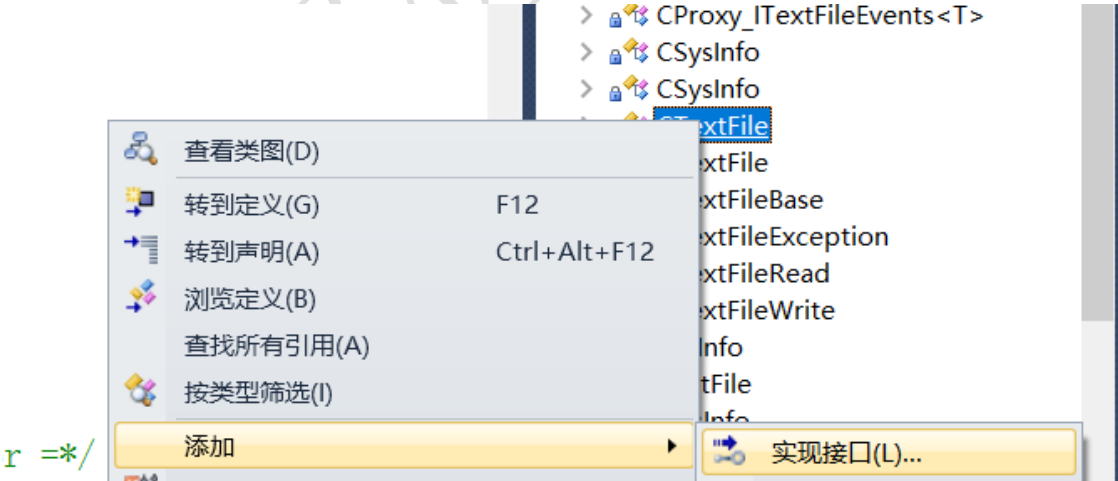 CProxy_ITextFileEvents<T>
CSysInfo
CSysInfo
CTextFile
extFile
extFileBase
extFileException
extFileRead
extFileWrite
Info
tFile
Info
查看类图(D)
转到定义(G) F12
转到声明(A) Ctrl+Alt+F12
浏览定义(B)
查找所有引用(A)
按类型筛选(I)
添加
实现接口(L)...
r =*/